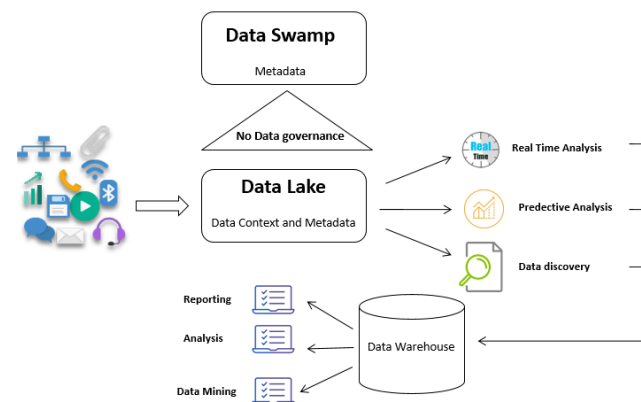 Data Swamp
Metadata
No Data governance
Data Lake
Data Context and Metadata
Real
Time
Real Time Analysis
Predective Analysis
Data discovery
Reporting
Analysis
Data Mining
Data Warehouse